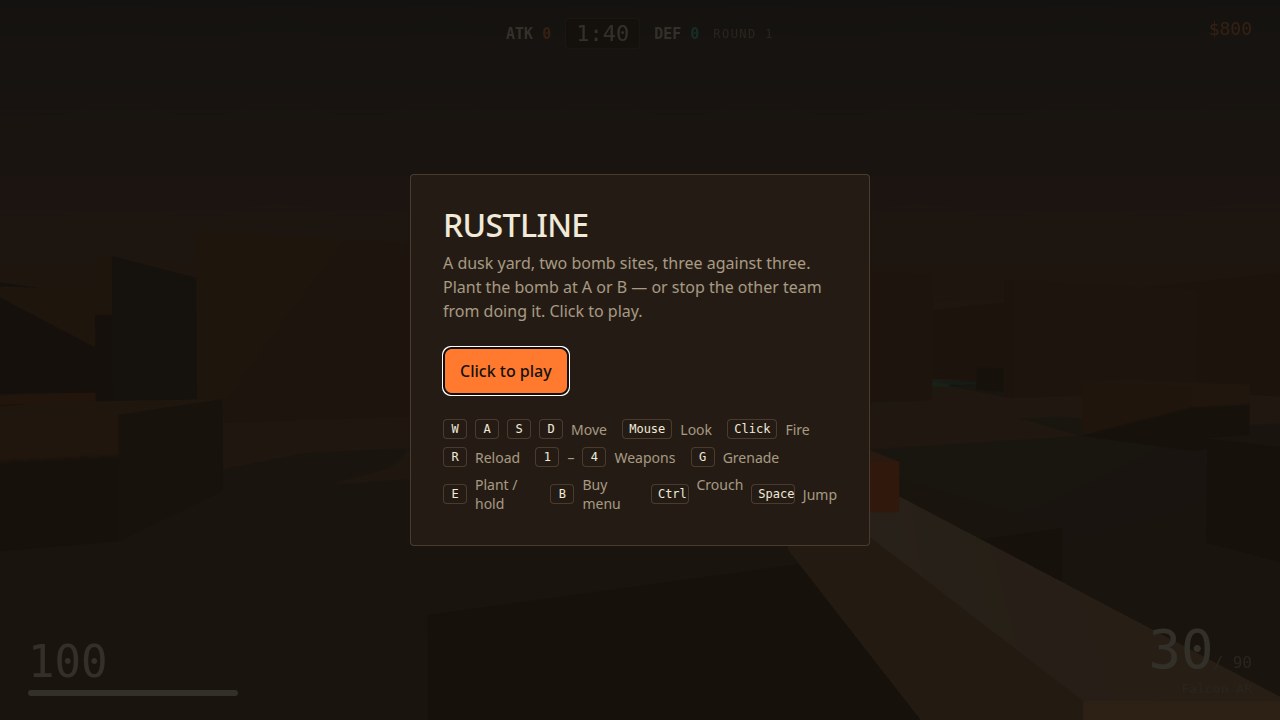 ATK 0 1:40 DEF 0 ROUND 1
$800
RUSTLINE
A dusk yard, two bomb sites, three against three.
Plant the bomb at A or B — or stop the other team
from doing it. Click to play.
Click to play
W A S D Move Mouse Look Click Fire
R Reload 1 – 4 Weapons G Grenade
E Plant / hold B Buy menu Ctrl Crouch Space Jump
100
30 / 90